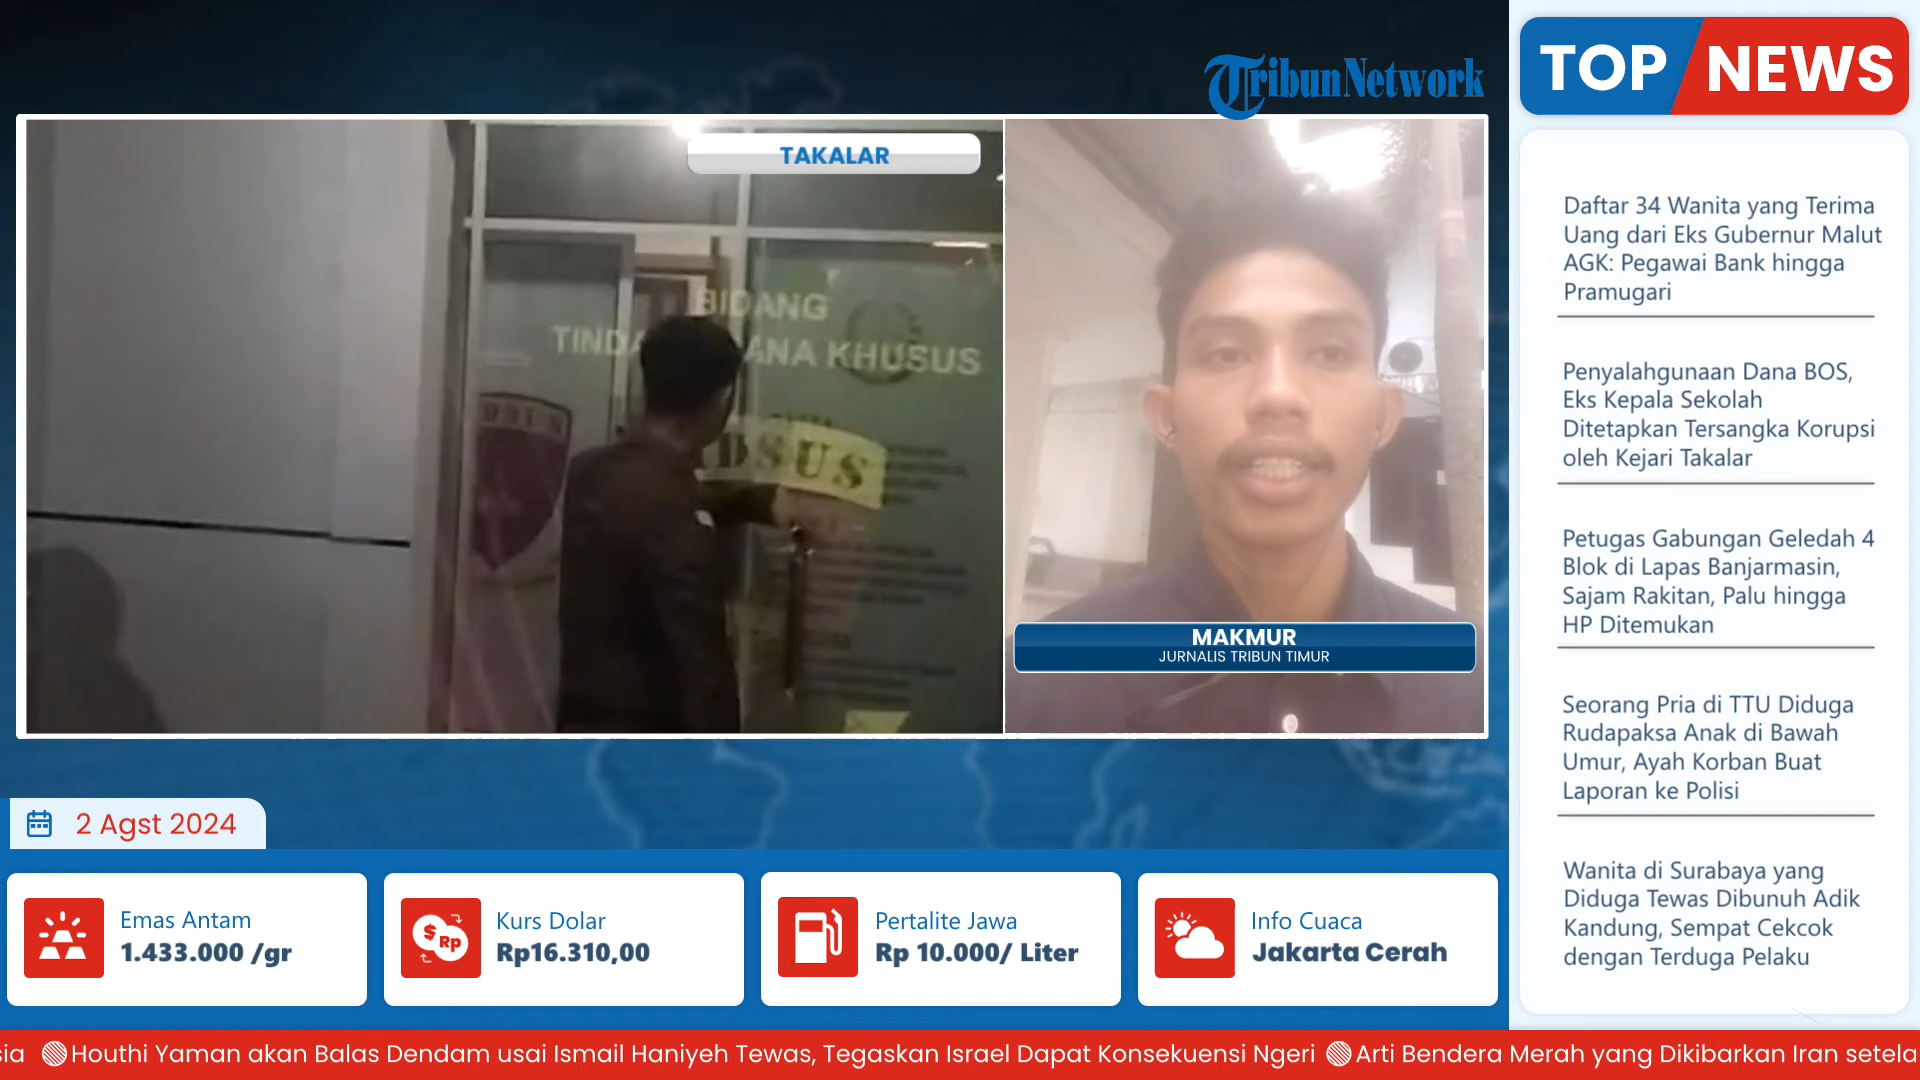 TribunNetwork
TOP NEWS
TAKALAR
BIDANG
TINDA ANA KHUSUS
DSUS
MAKMUR
JURNALIS TRIBUN TIMUR
Daftar 34 Wanita yang Terima
Uang dari Eks Gubernur Malut
AGK: Pegawai Bank hingga
Pramugari
Penyalahgunaan Dana BOS,
Eks Kepala Sekolah
Ditetapkan Tersangka Korupsi
oleh Kejari Takalar
Petugas Gabungan Geledah 4
Blok di Lapas Banjarmasin,
Sajam Rakitan, Palu hingga
HP Ditemukan
Seorang Pria di TTU Diduga
Rudapaksa Anak di Bawah
Umur, Ayah Korban Buat
Laporan ke Polisi
Wanita di Surabaya yang
Diduga Tewas Dibunuh Adik
Kandung, Sempat Cekcok
dengan Terduga Pelaku
2 Agst 2024
Emas Antam
1.433.000 /gr
$ Rp
Kurs Dolar
Rp16.310,00
Pertalite Jawa
Rp 10.000/ Liter
Info Cuaca
Jakarta Cerah
sia Houthi Yaman akan Balas Dendam usai Ismail Haniyeh Tewas, Tegaskan Israel Dapat Konsekuensi Ngeri Arti Bendera Merah yang Dikibarkan Iran setela